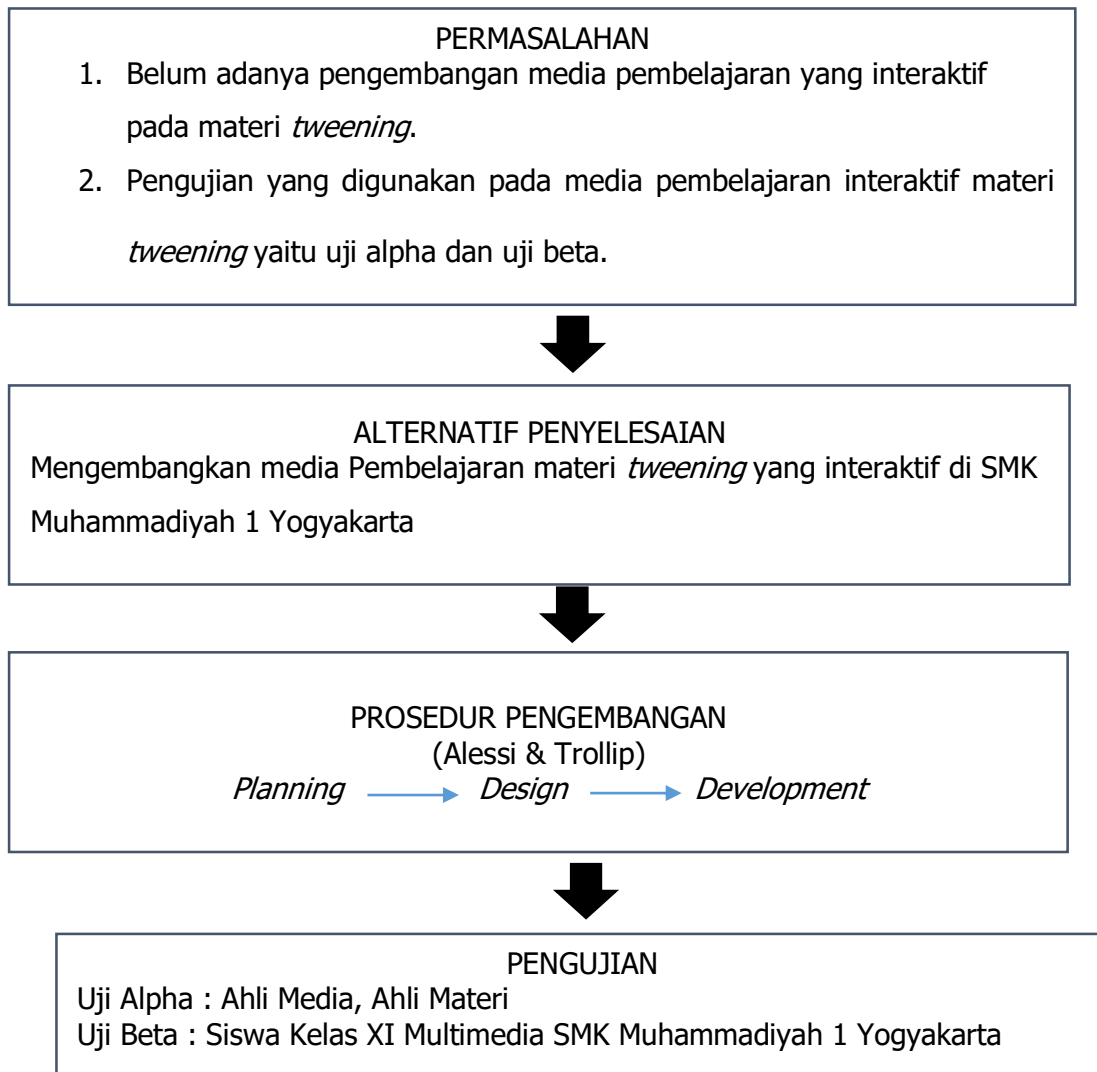 PERMASALAHAN
1. Belum adanya pengembangan media pembelajaran yang interaktif
pada materi tweening.
2. Pengujian yang digunakan pada media pembelajaran interaktif materi
tweening yaitu uji alpha dan uji beta.
ALTERNATIF PENYELESAIAN
Mengembangkan media Pembelajaran materi tweening yang interaktif di SMK
Muhammadiyah 1 Yogyakarta
PROSEDUR PENGEMBANGAN
(Alessi & Trollip)
Planning Design Development
PENGUJIAN
Uji Alpha : Ahli Media, Ahli Materi
Uji Beta : Siswa Kelas XI Multimedia SMK Muhammadiyah 1 Yogyakarta